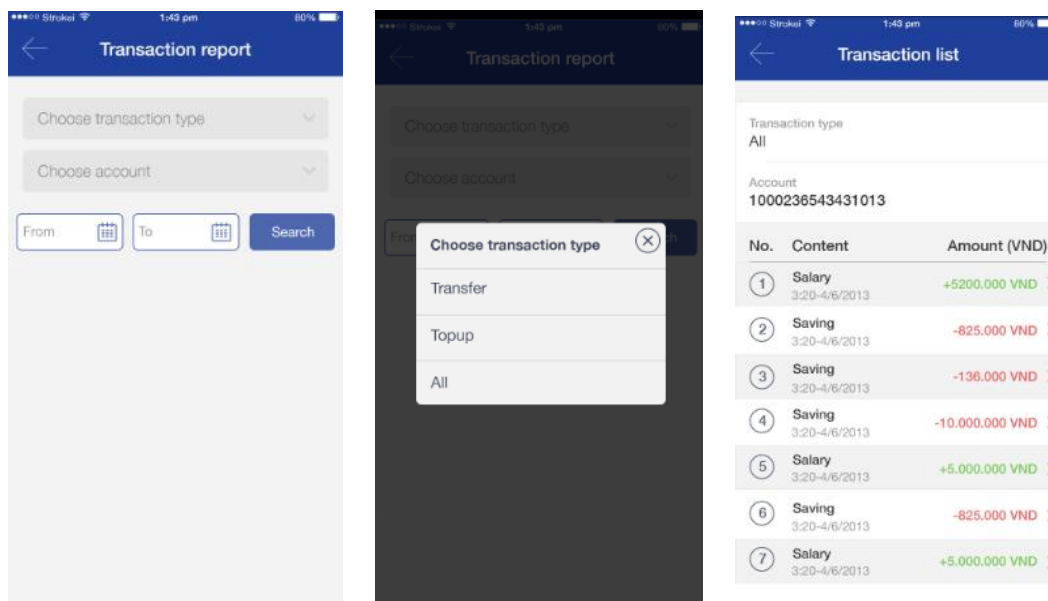 Strokei 1:43 pm 60%
Transaction report
Choose transaction type
Choose account
From To Search
Strokei 1:43 pm 60%
Transaction report
Choose transaction type
Choose account
From
Choose transaction type
Transfer
Topup
All
Strokei 1:43 pm 60%
Transaction list
Transaction type
All
Account
1000236543431013
No. Content Amount (VND)
1 Salary +5200.000 VND
3:20-4/6/2013
2 Saving -825.000 VND
3:20-4/6/2013
3 Saving -136.000 VND
3:20-4/6/2013
4 Saving -10.000.000 VND
3:20-4/6/2013
5 Salary +5.000.000 VND
3:20-4/6/2013
6 Saving -825.000 VND
3:20-4/6/2013
7 Salary +5.000.000 VND
3:20-4/6/2013